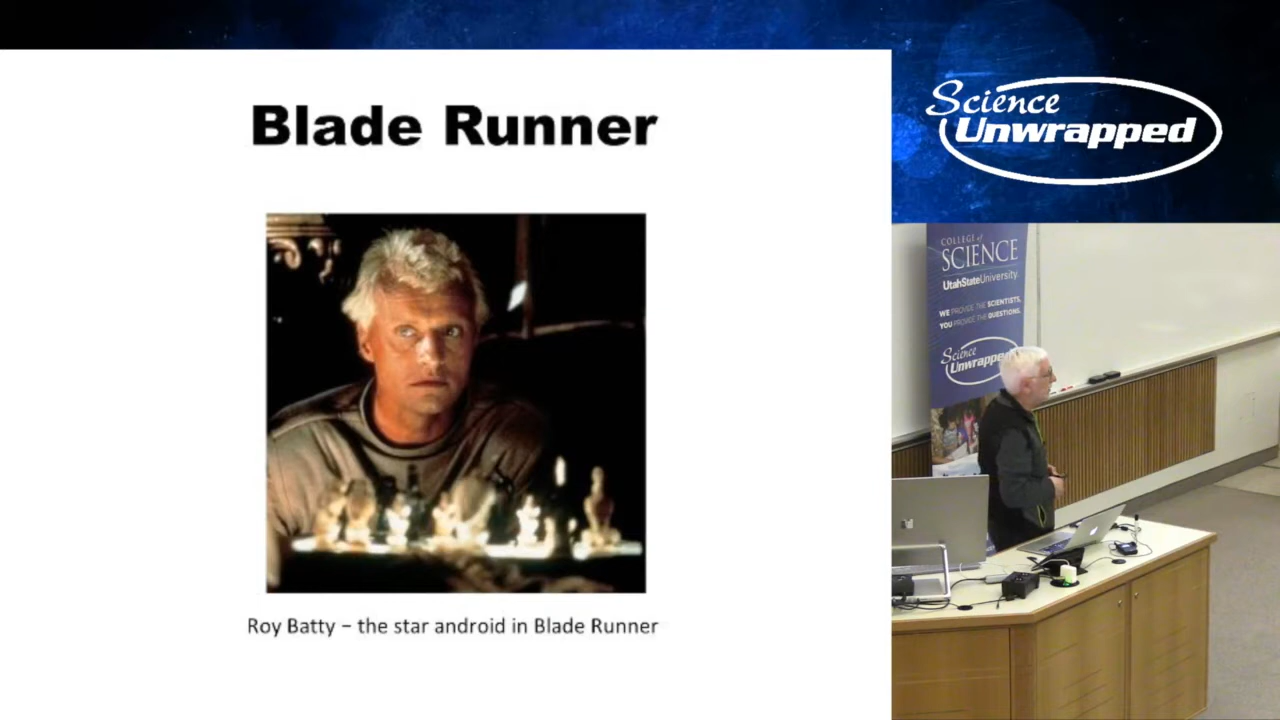 Blade Runner
Roy Batty – the star android in Blade Runner
Science
Unwrapped
COLLEGE of
SCIENCE
UtahStateUniversity
WE PROVIDE THE SCIENTISTS,
YOU PROVIDE THE QUESTIONS.
Science
Unwrapped